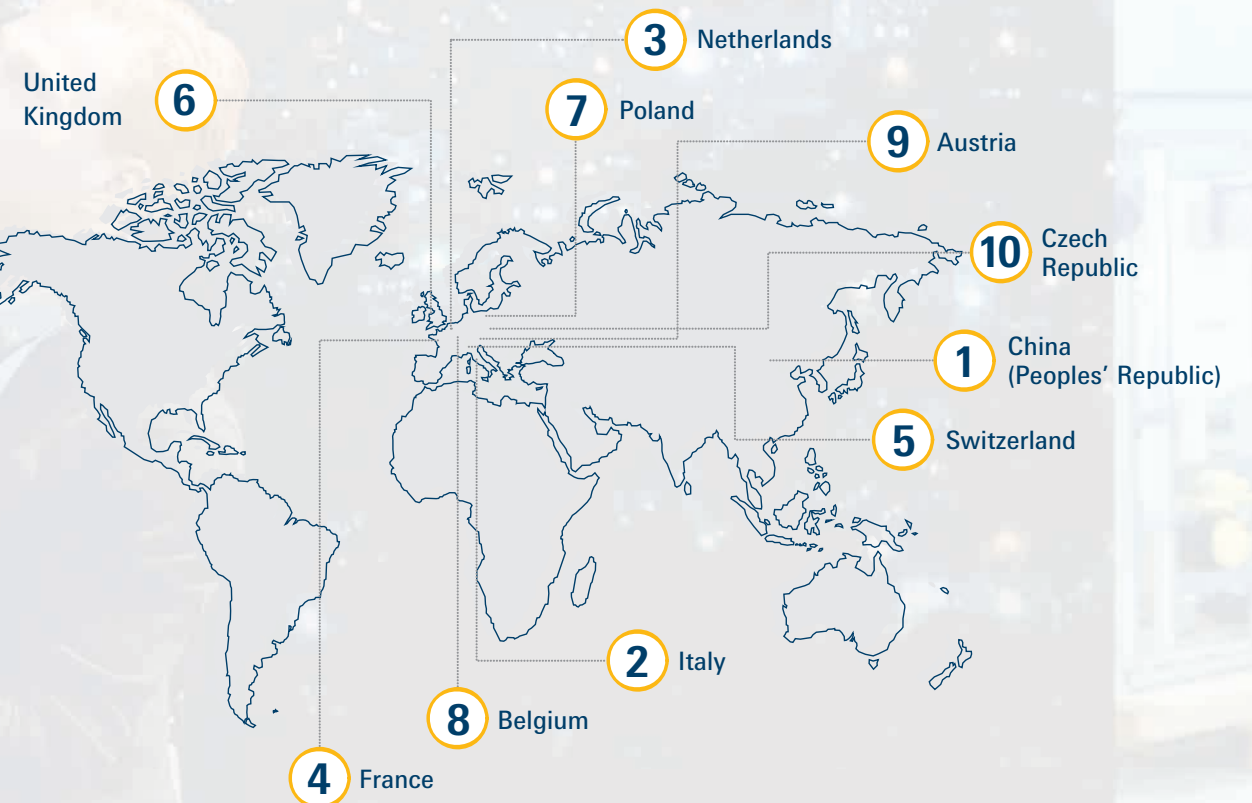 3 Netherlands
United
Kingdom
6
7 Poland
9 Austria
10 Czech
Republic
1 China
(Peoples' Republic)
5 Switzerland
2 Italy
8 Belgium
4 France